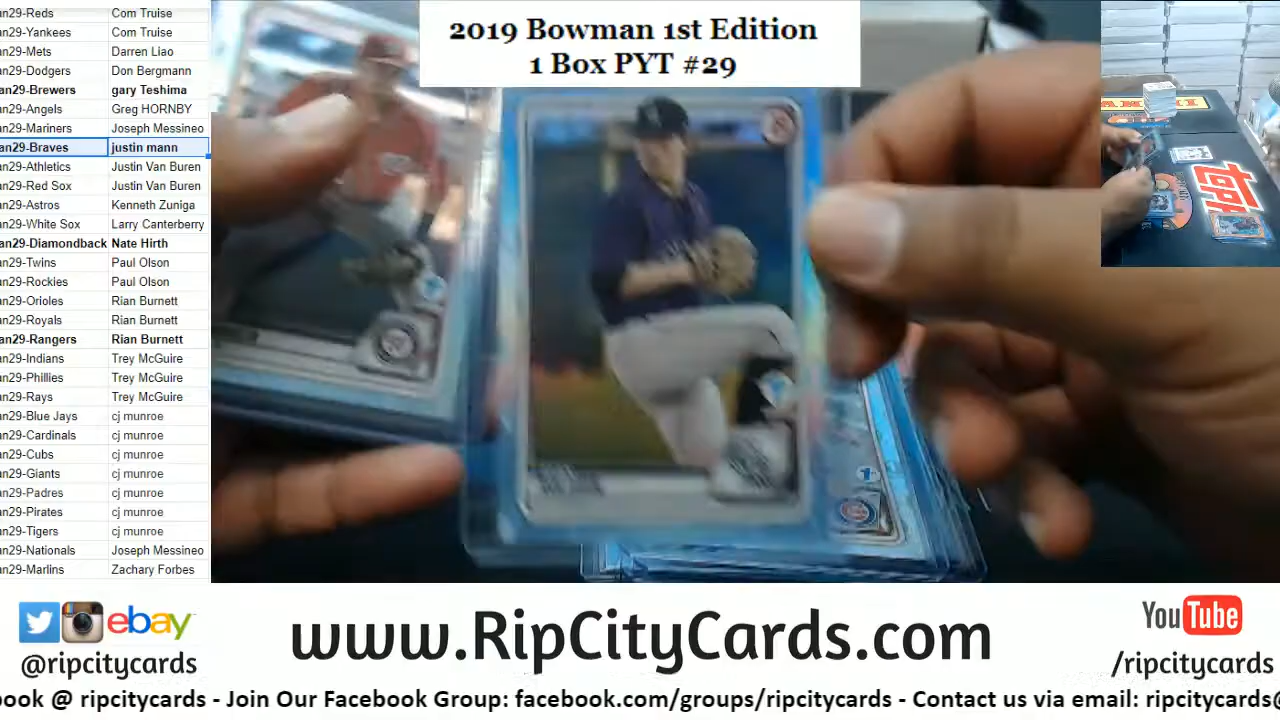 2019 Bowman 1st Edition
1 Box PYT #29
an29-Reds Com Truise
an29-Yankees Com Truise
an29-Mets Darren Liao
an29-Dodgers Don Bergmann
an29-Brewers gary Teshima
an29-Angels Greg HORNBY
an29-Mariners Joseph Messineo
an29-Braves justin mann
an29-Athletics Justin Van Buren
an29-Red Sox Justin Van Buren
an29-Astros Kenneth Zuniga
an29-White Sox Larry Canterberry
an29-Diamondback Nate Hirth
an29-Twins Paul Olson
an29-Rockies Paul Olson
an29-Orioles Rian Burnett
an29-Royals Rian Burnett
an29-Rangers Rian Burnett
an29-Indians Trey McGuire
an29-Phillies Trey McGuire
an29-Rays Trey McGuire
an29-Blue Jays cj munroe
an29-Cardinals cj munroe
an29-Cubs cj munroe
an29-Giants cj munroe
an29-Padres cj munroe
an29-Pirates cj munroe
an29-Tigers cj munroe
an29-Nationals Joseph Messineo
an29-Marlins Zachary Forbes
ebay
@ripcitycards
www.RipCityCards.com
YouTube
/ripcitycards
book @ ripcitycards - Join Our Facebook Group: facebook.com/groups/ripcitycards - Contact us via email: ripcitycards@